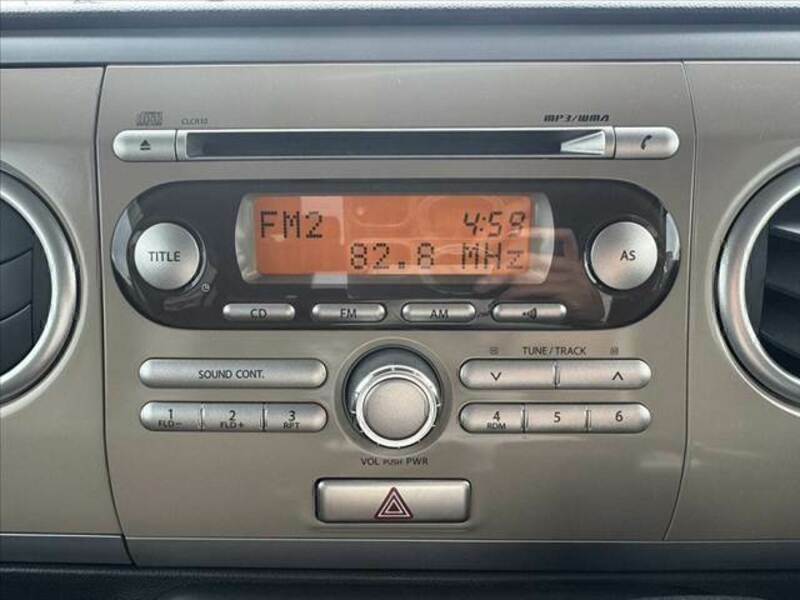 CLCR10 MP3/WMA
FM2 4:59
82.8 MHz
TITLE AS
CD FM AM
SOUND CONT. TUNE/TRACK
1 2 3 4 5 6
FLD− FLD+ RPT RDM
VOL PUSH PWR